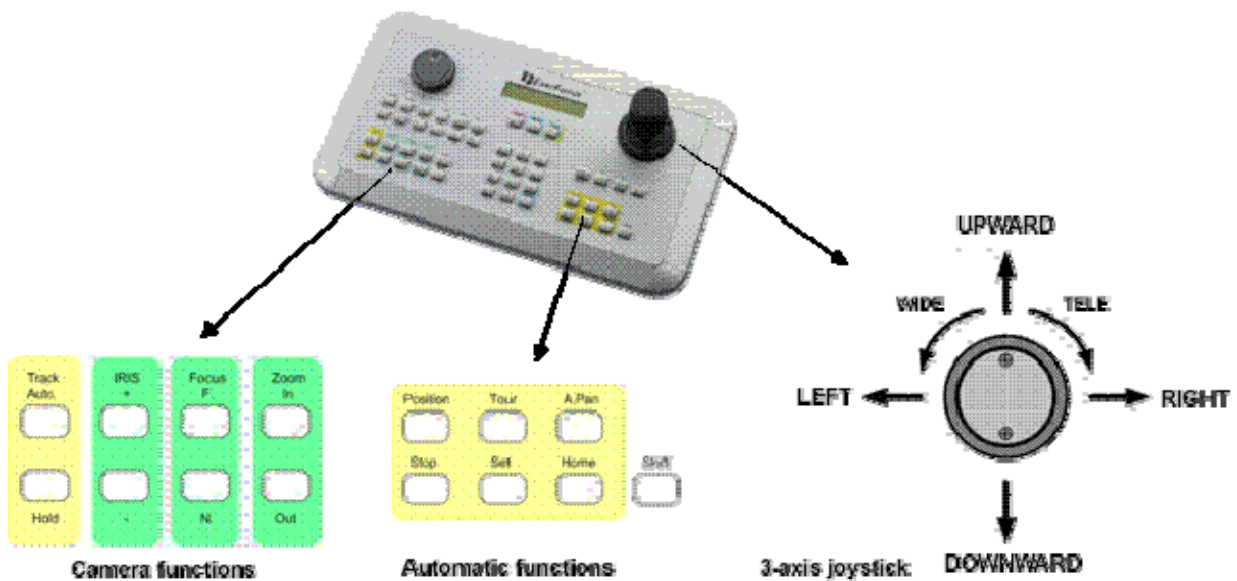 UPWARD
WIDE
TELE
LEFT
RIGHT
DOWNWARD
Track
Auto.
Hold
IRIS
+
-
Focus
F.
N.
Zoom
In
Out
Camera functions
Position
Tour
A.Pan
Stop
Set
Home
Shift
Automatic functions
3-axis joystick